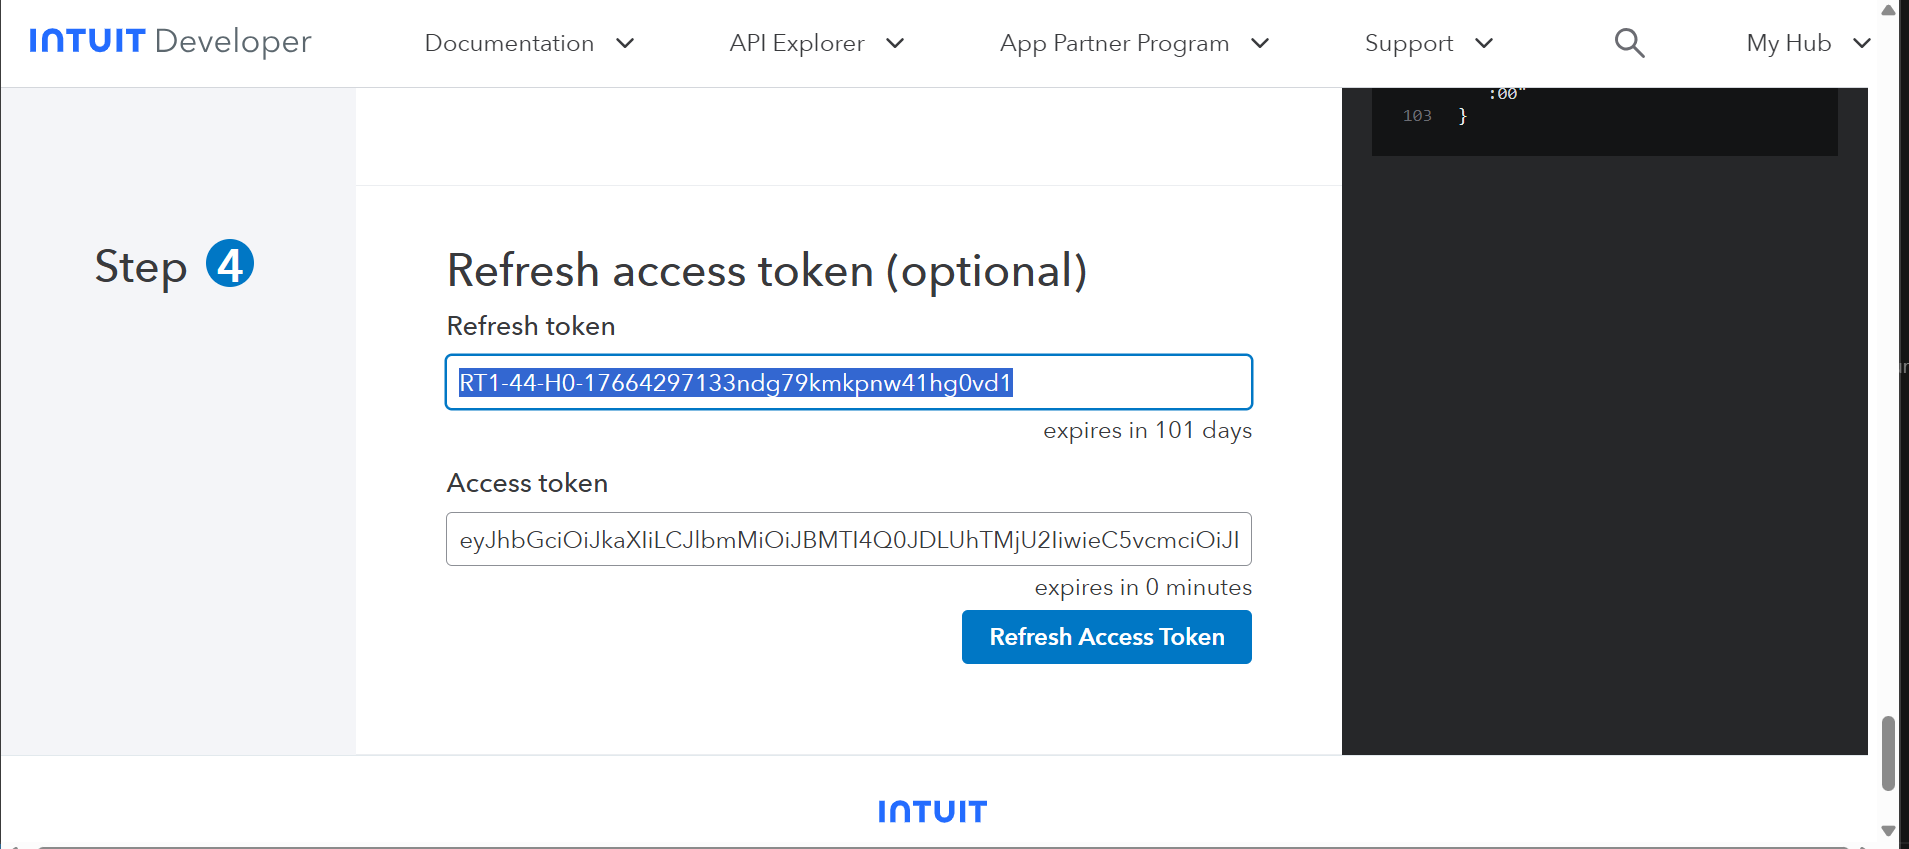 INTUIT Developer
Documentation
API Explorer
App Partner Program
Support
My Hub
:00"
103 }
Step 4
Refresh access token (optional)
Refresh token
RT1-44-H0-17664297133ndg79kmkpnw41hg0vd1
expires in 101 days
Access token
eyJhbGciOiJkaXIiLCJlbmMiOiJBMTI4Q0JDLUhTMjU2IiwieC5vcmciOiJI
expires in 0 minutes
Refresh Access Token
INTUIT